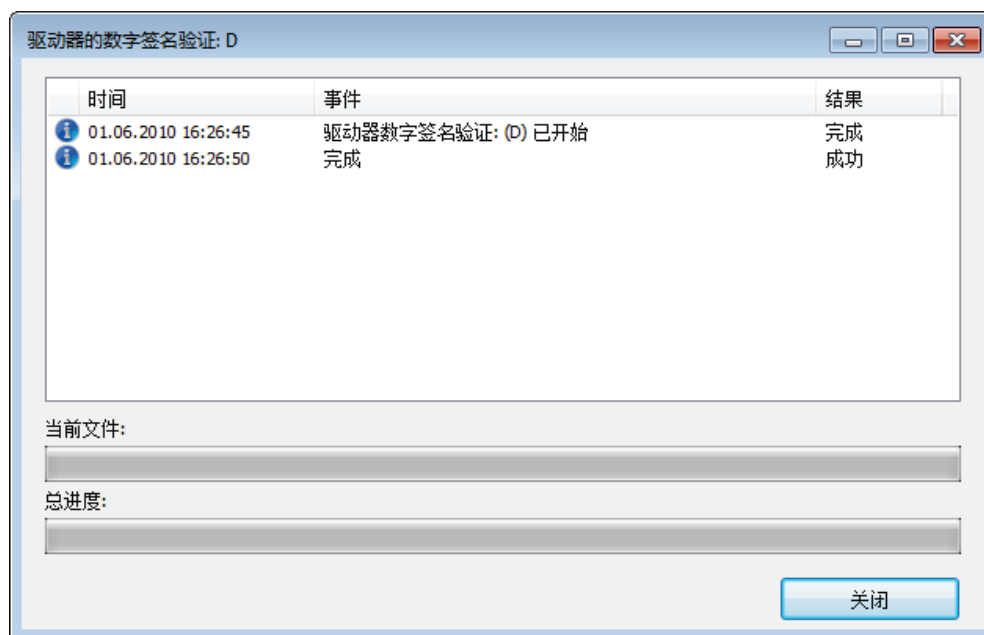 驱动器的数字签名验证: D
时间 事件 结果
01.06.2010 16:26:45 驱动器数字签名验证: (D) 已开始 完成
01.06.2010 16:26:50 完成 成功
当前文件:
总进度:
关闭